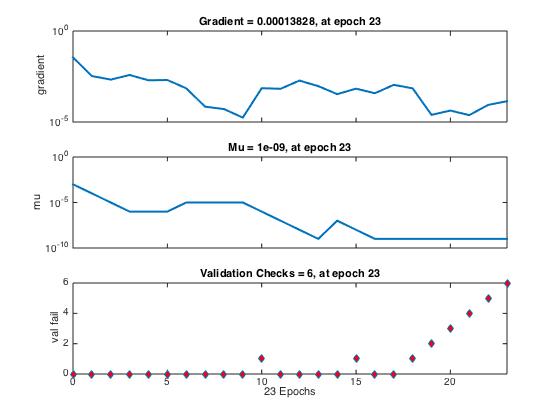 Gradient = 0.00013828, at epoch 23
10^0
gradient
10^-5
Mu = 1e-09, at epoch 23
10^0
mu
10^-5
10^-10
Validation Checks = 6, at epoch 23
6
4
val fail
2
0
0 5 10 15 20
23 Epochs